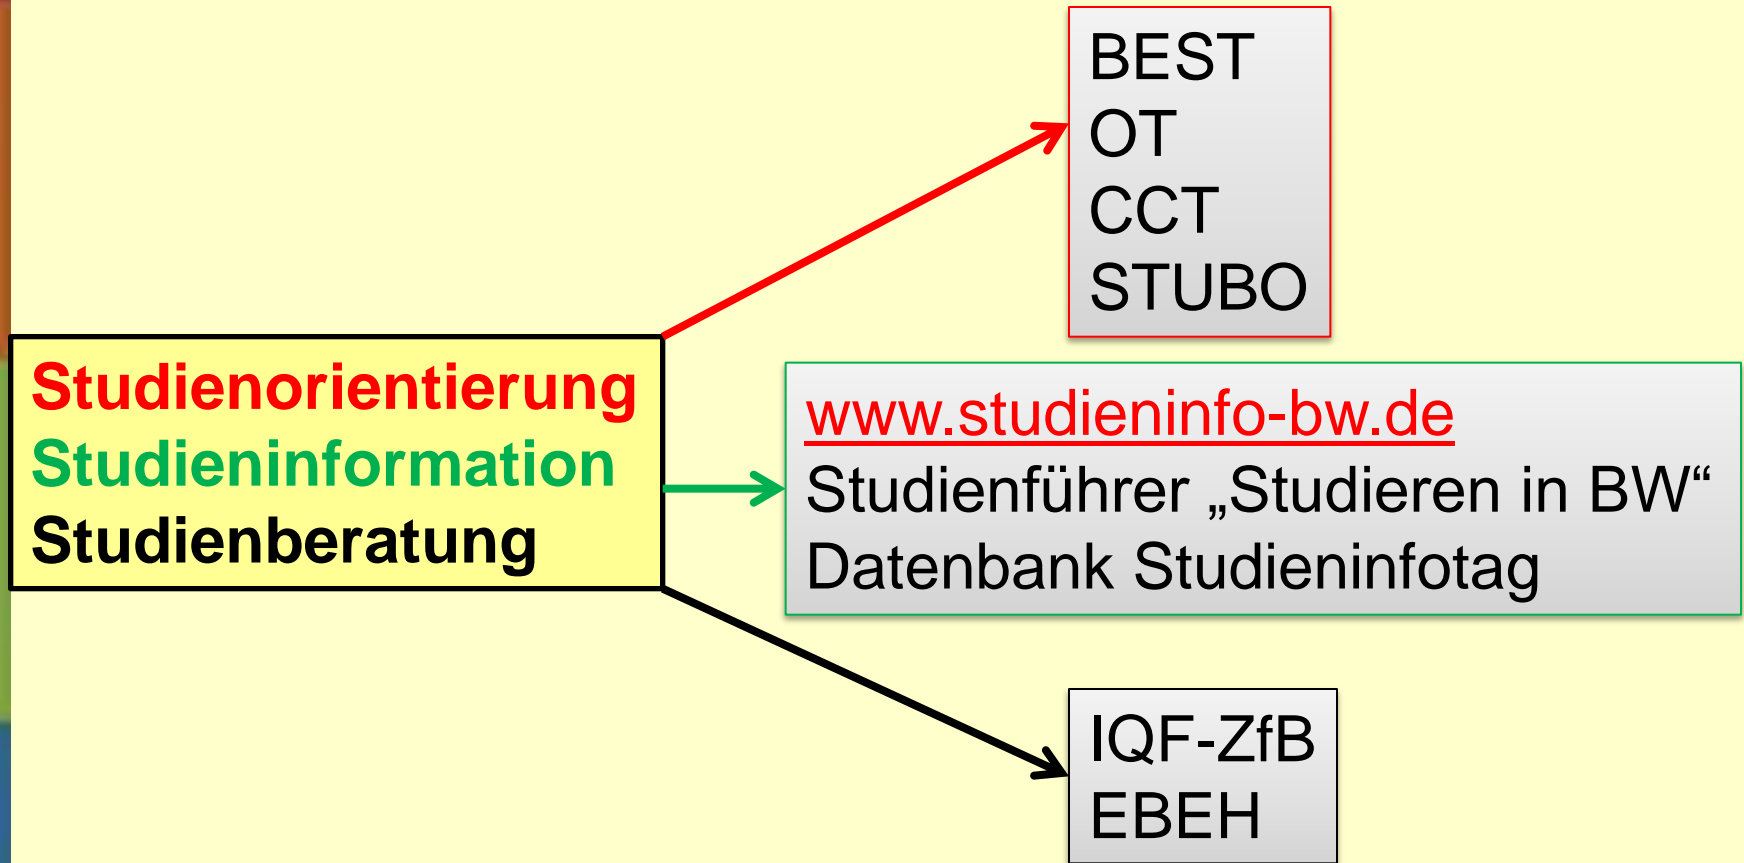 BEST
OT
CCT
STUBO
Studienorientierung
Studieninformation
Studienberatung
www.studieninfo-bw.de
Studienführer „Studieren in BW“
Datenbank Studieninfotag
IQF-ZfB
EBEH